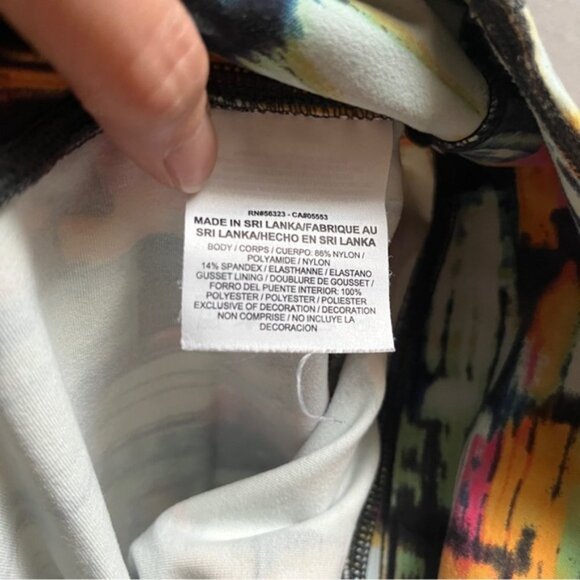 RN#56323 - CA#05553
MADE IN SRI LANKA/FABRIQUE AU
SRI LANKA/HECHO EN SRI LANKA
BODY / CORPS / CUERPO: 86% NYLON /
POLYAMIDE / NYLON
14% SPANDEX / ELASTHANNE / ELASTANO
GUSSET LINING / DOUBLURE DE GOUSSET /
FORRO DEL PUENTE INTERIOR: 100%
POLYESTER / POLYESTER / POLIESTER
EXCLUSIVE OF DECORATION / DECORATION
NON COMPRISE / NO INCLUYE LA
DECORACION